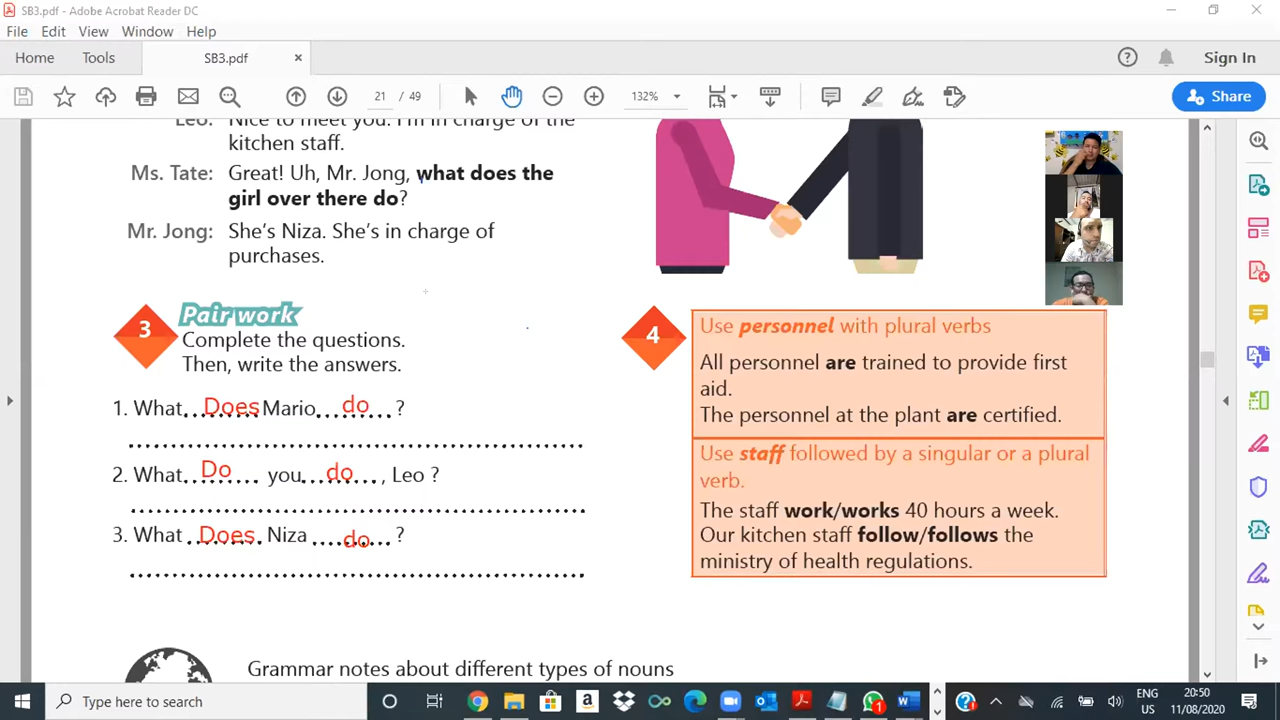 SB3.pdf - Adobe Acrobat Reader DC
File Edit View Window Help
Home Tools SB3.pdf × Sign In
21 / 49 132% Share
Leo: Nice to meet you. I'm in charge of the
kitchen staff.
Ms. Tate: Great! Uh, Mr. Jong, what does the
girl over there do?
Mr. Jong: She's Niza. She's in charge of
purchases.
3 Pair work
Complete the questions.
Then, write the answers.
1. What Does Mario do ?
2. What Do you do , Leo ?
3. What Does Niza do ?
4 Use personnel with plural verbs
All personnel are trained to provide first
aid.
The personnel at the plant are certified.
Use staff followed by a singular or a plural
verb.
The staff work/works 40 hours a week.
Our kitchen staff follow/follows the
ministry of health regulations.
Grammar notes about different types of nouns
Type here to search
ENG
US
20:50
11/08/2020